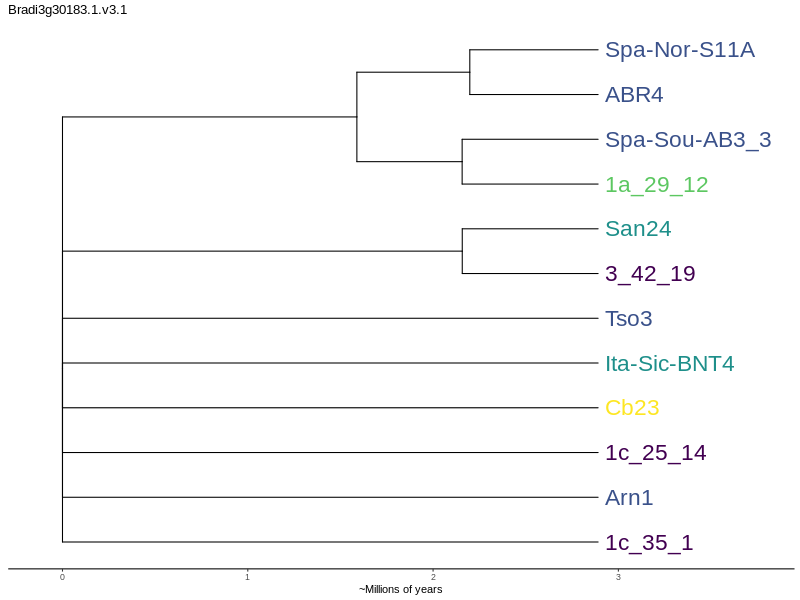 Bradi3g30183.1.v3.1
Spa-Nor-S11A
ABR4
Spa-Sou-AB3_3
1a_29_12
San24
3_42_19
Tso3
Ita-Sic-BNT4
Cb23
1c_25_14
Arn1
1c_35_1
0 1 2 3
~Millions of years